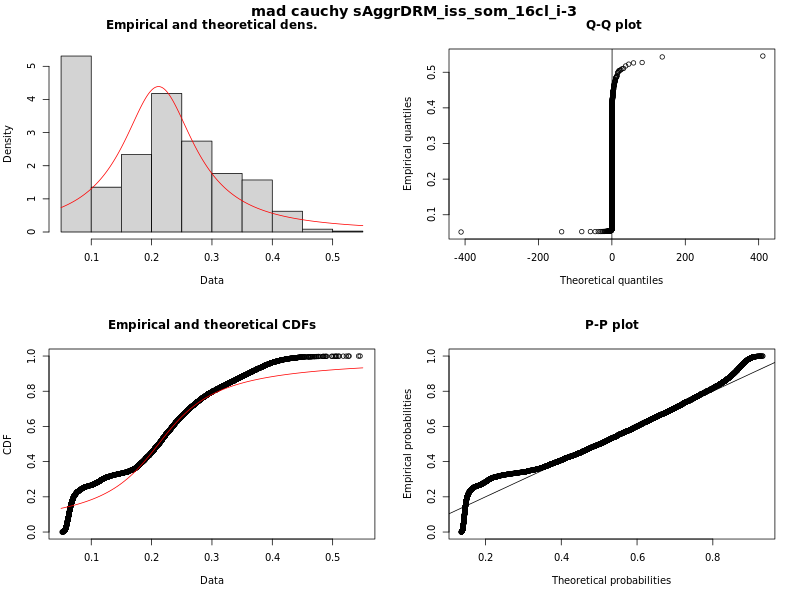 mad cauchy sAggrDRM_iss_som_16cl_i-3
Empirical and theoretical dens.
Density
0 1 2 3 4 5
0.1 0.2 0.3 0.4 0.5
Data
Q-Q plot
Empirical quantiles
0.1 0.2 0.3 0.4 0.5
-400 -200 0 200 400
Theoretical quantiles
Empirical and theoretical CDFs
CDF
0.0 0.2 0.4 0.6 0.8 1.0
0.1 0.2 0.3 0.4 0.5
Data
P-P plot
Empirical probabilities
0.0 0.2 0.4 0.6 0.8 1.0
0.2 0.4 0.6 0.8
Theoretical probabilities